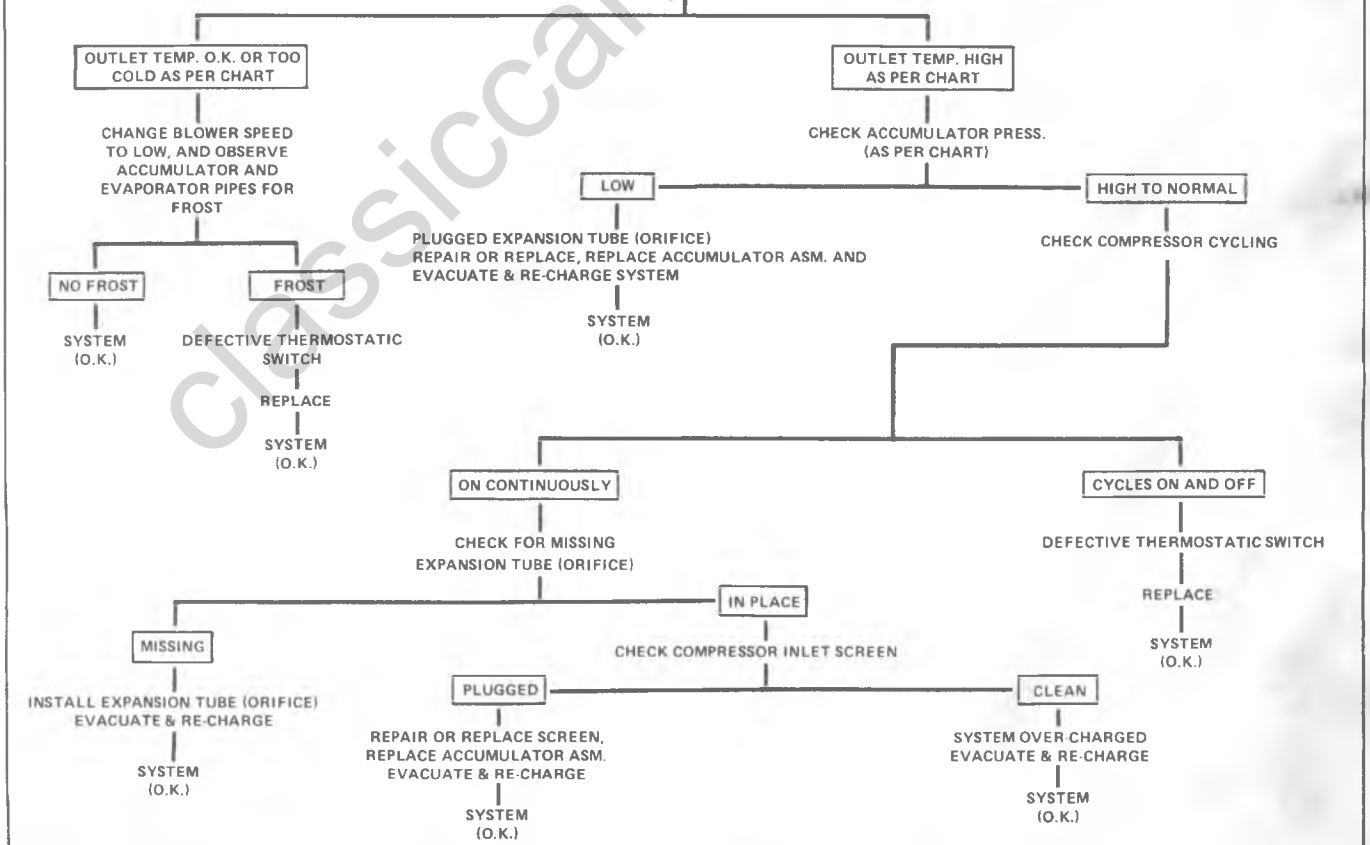 OUTLET TEMP. O.K. OR TOO
COLD AS PER CHART
OUTLET TEMP. HIGH
AS PER CHART
CHANGE BLOWER SPEED
TO LOW, AND OBSERVE
ACCUMULATOR AND
EVAPORATOR PIPES FOR
FROST
CHECK ACCUMULATOR PRESS.
(AS PER CHART)
LOW
HIGH TO NORMAL
PLUGGED EXPANSION TUBE (ORIFICE)
REPAIR OR REPLACE, REPLACE ACCUMULATOR ASM. AND
EVACUATE & RE-CHARGE SYSTEM
CHECK COMPRESSOR CYCLING
NO FROST
FROST
SYSTEM
(O.K.)
DEFECTIVE THERMOSTATIC
SWITCH
SYSTEM
(O.K.)
REPLACE
SYSTEM
(O.K.)
ON CONTINUOUSLY
CYCLES ON AND OFF
CHECK FOR MISSING
EXPANSION TUBE (ORIFICE)
DEFECTIVE THERMOSTATIC SWITCH
REPLACE
SYSTEM
(O.K.)
MISSING
IN PLACE
INSTALL EXPANSION TUBE (ORIFICE)
EVACUATE & RE-CHARGE
SYSTEM
(O.K.)
CHECK COMPRESSOR INLET SCREEN
PLUGGED
CLEAN
REPAIR OR REPLACE SCREEN,
REPLACE ACCUMULATOR ASM.
EVACUATE & RE-CHARGE
SYSTEM
(O.K.)
SYSTEM OVER-CHARGED
EVACUATE & RE-CHARGE
SYSTEM
(O.K.)
classiccar